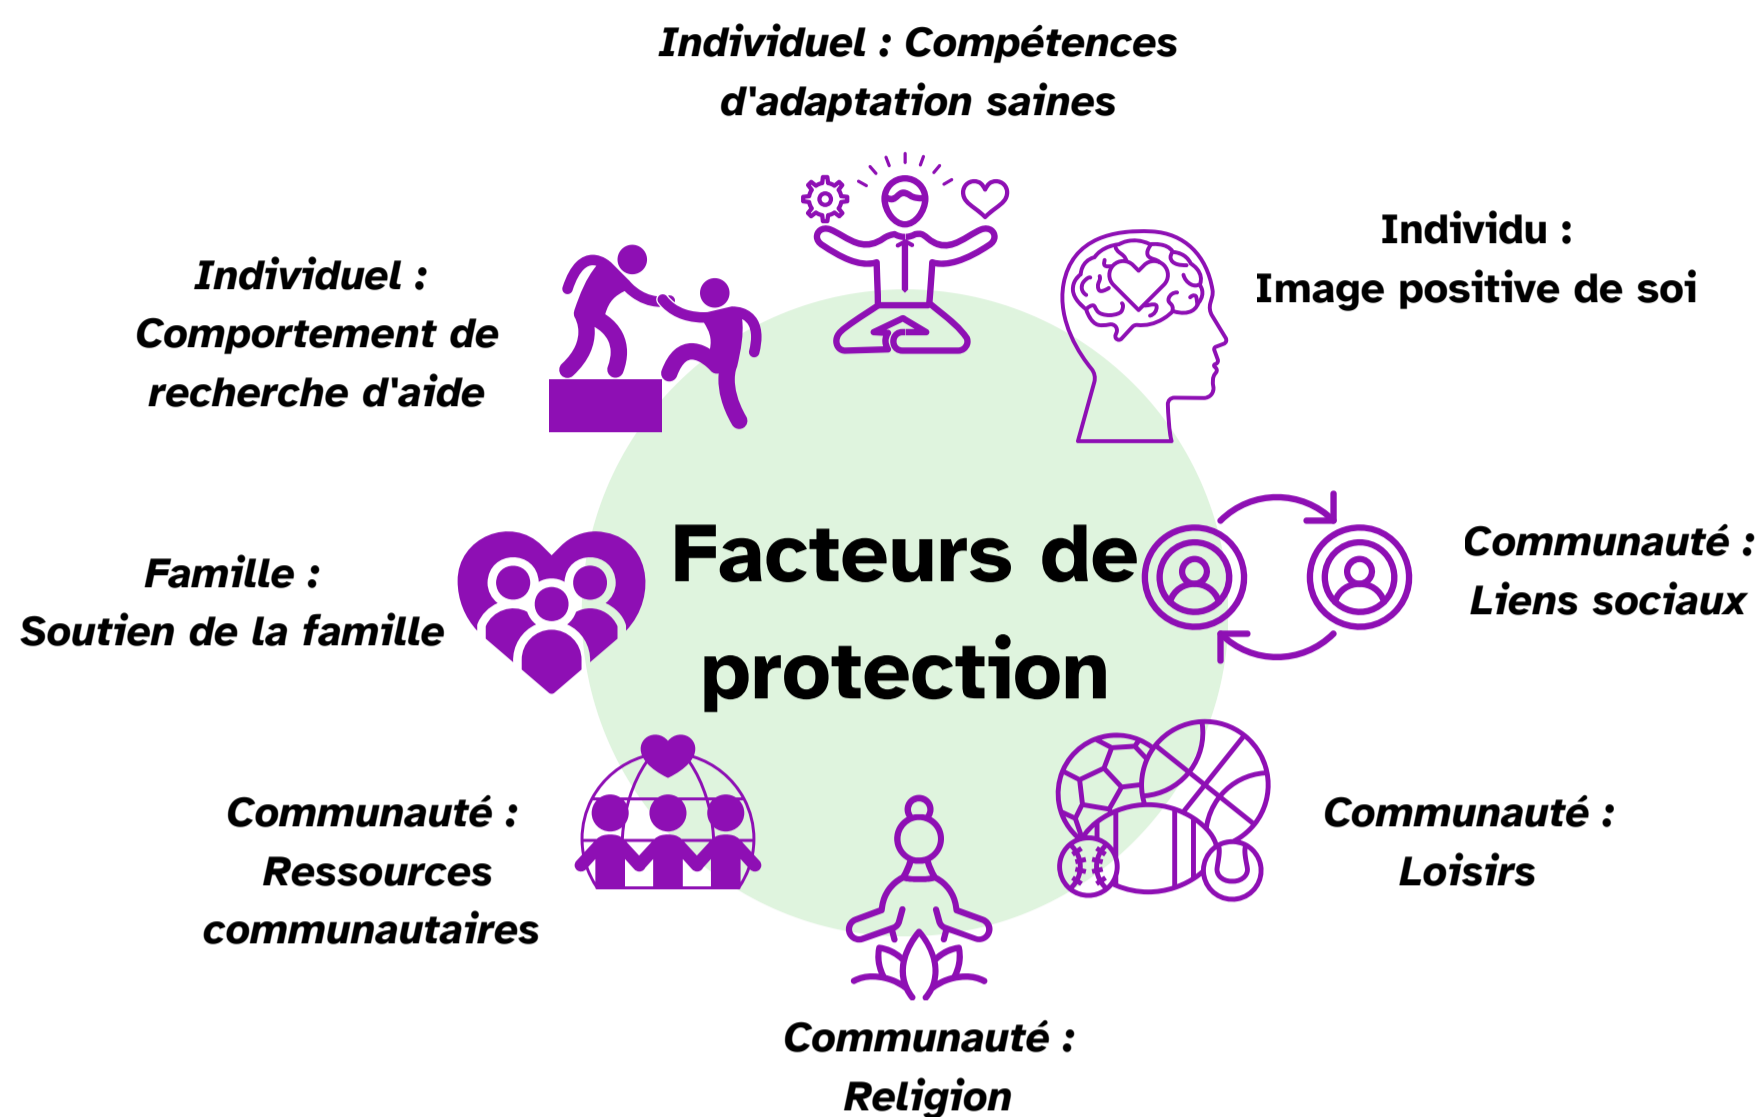 Individuel : Compétences
d'adaptation saines
Individu :
Image positive de soi
Individuel :
Comportement de
recherche d'aide
Facteurs de
protection
Communauté :
Liens sociaux
Famille :
Soutien de la famille
Communauté :
Ressources
communautaires
Communauté :
Loisirs
Communauté :
Religion